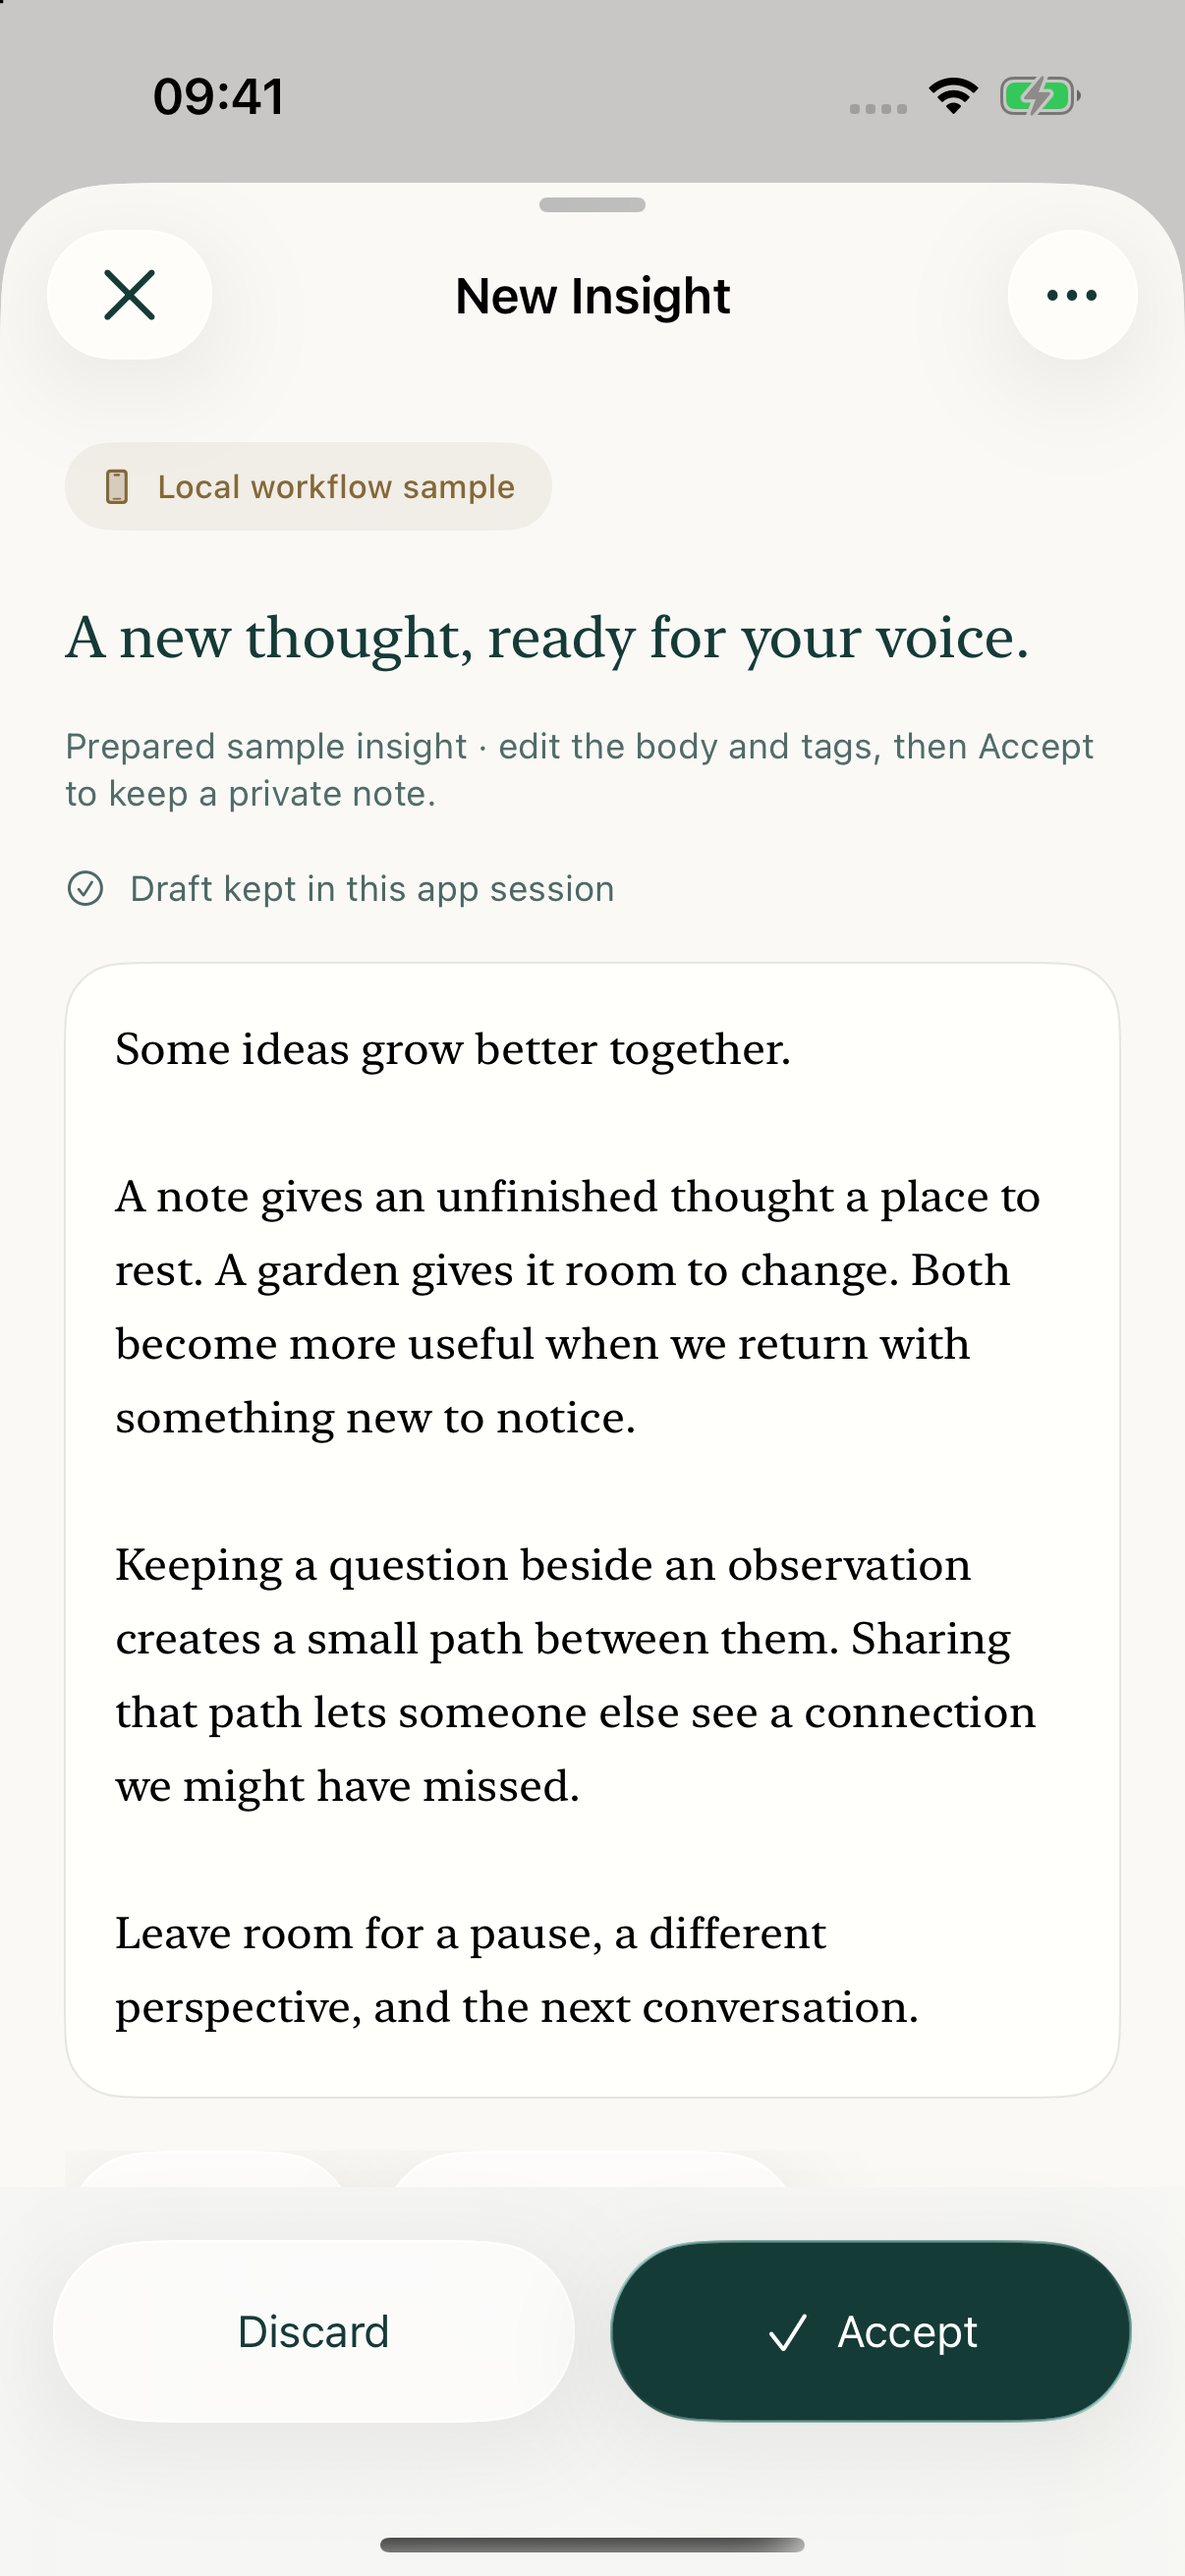 09:41
New Insight
Local workflow sample
A new thought, ready for your voice.
Prepared sample insight · edit the body and tags, then Accept
to keep a private note.
Draft kept in this app session
Some ideas grow better together.
A note gives an unfinished thought a place to
rest. A garden gives it room to change. Both
become more useful when we return with
something new to notice.
Keeping a question beside an observation
creates a small path between them. Sharing
that path lets someone else see a connection
we might have missed.
Leave room for a pause, a different
perspective, and the next conversation.
Discard
Accept